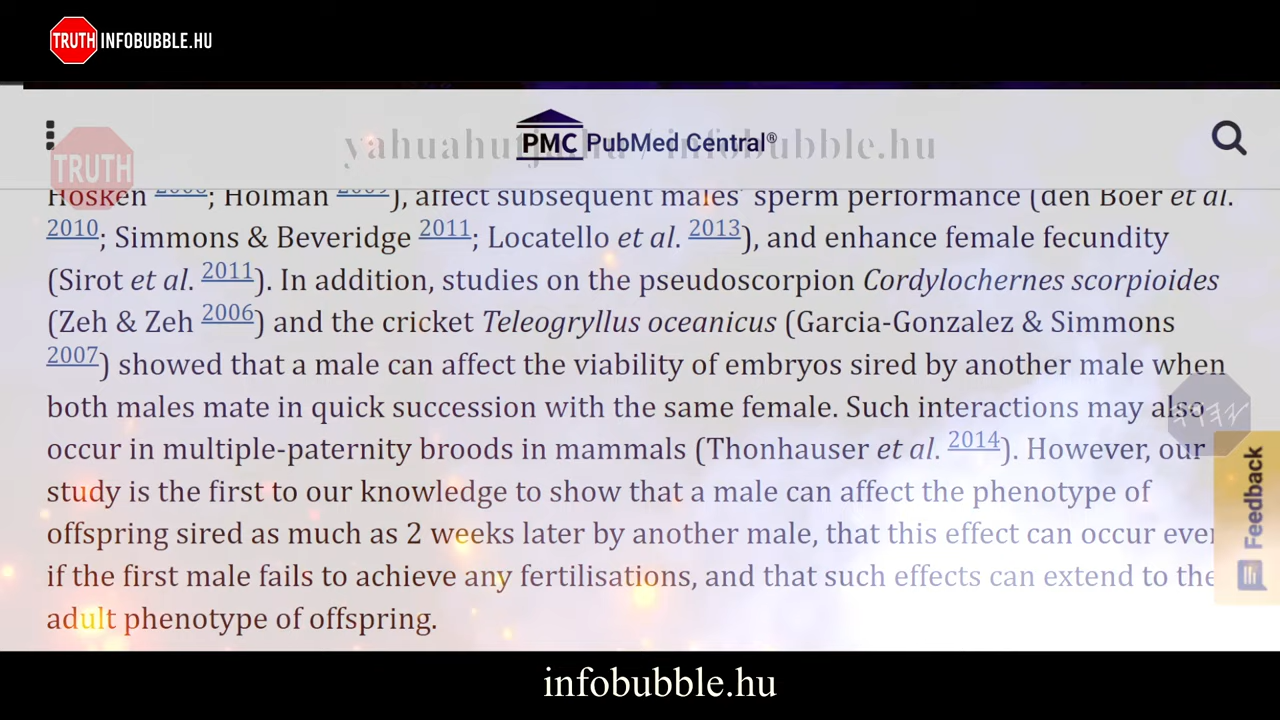 TRUTH INFOBUBBLE.HU
PMC PubMed Central®
TRUTH
infobubble.hu
Hosken 2008; Holman 2009), affect subsequent males' sperm performance (den Boer et al.
2010; Simmons & Beveridge 2011; Locatello et al. 2013), and enhance female fecundity
(Sirot et al. 2011). In addition, studies on the pseudoscorpion Cordylochernes scorpioides
(Zeh & Zeh 2006) and the cricket Teleogryllus oceanicus (Garcia-Gonzalez & Simmons
2007) showed that a male can affect the viability of embryos sired by another male when
both males mate in quick succession with the same female. Such interactions may also
occur in multiple-paternity broods in mammals (Thonhauser et al. 2014). However, our
study is the first to our knowledge to show that a male can affect the phenotype of
offspring sired as much as 2 weeks later by another male, that this effect can occur even
if the first male fails to achieve any fertilisations, and that such effects can extend to the
adult phenotype of offspring.
Feedback
infobubble.hu